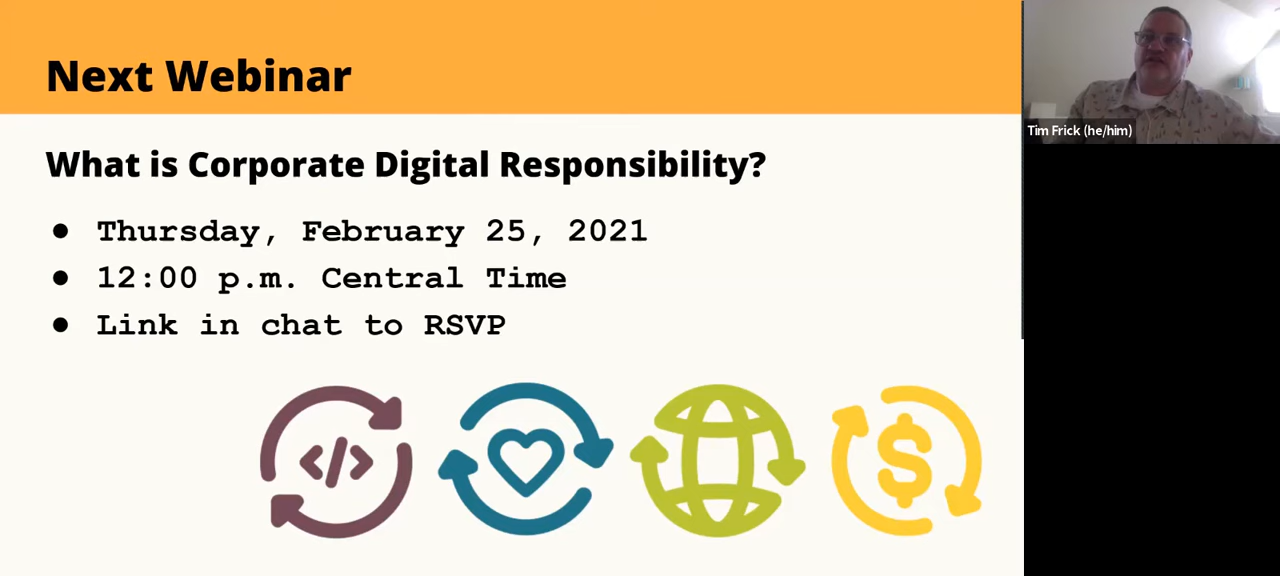 Next Webinar
What is Corporate Digital Responsibility?
● Thursday, February 25, 2021
● 12:00 p.m. Central Time
● Link in chat to RSVP
</>
$
Tim Frick (he/him)